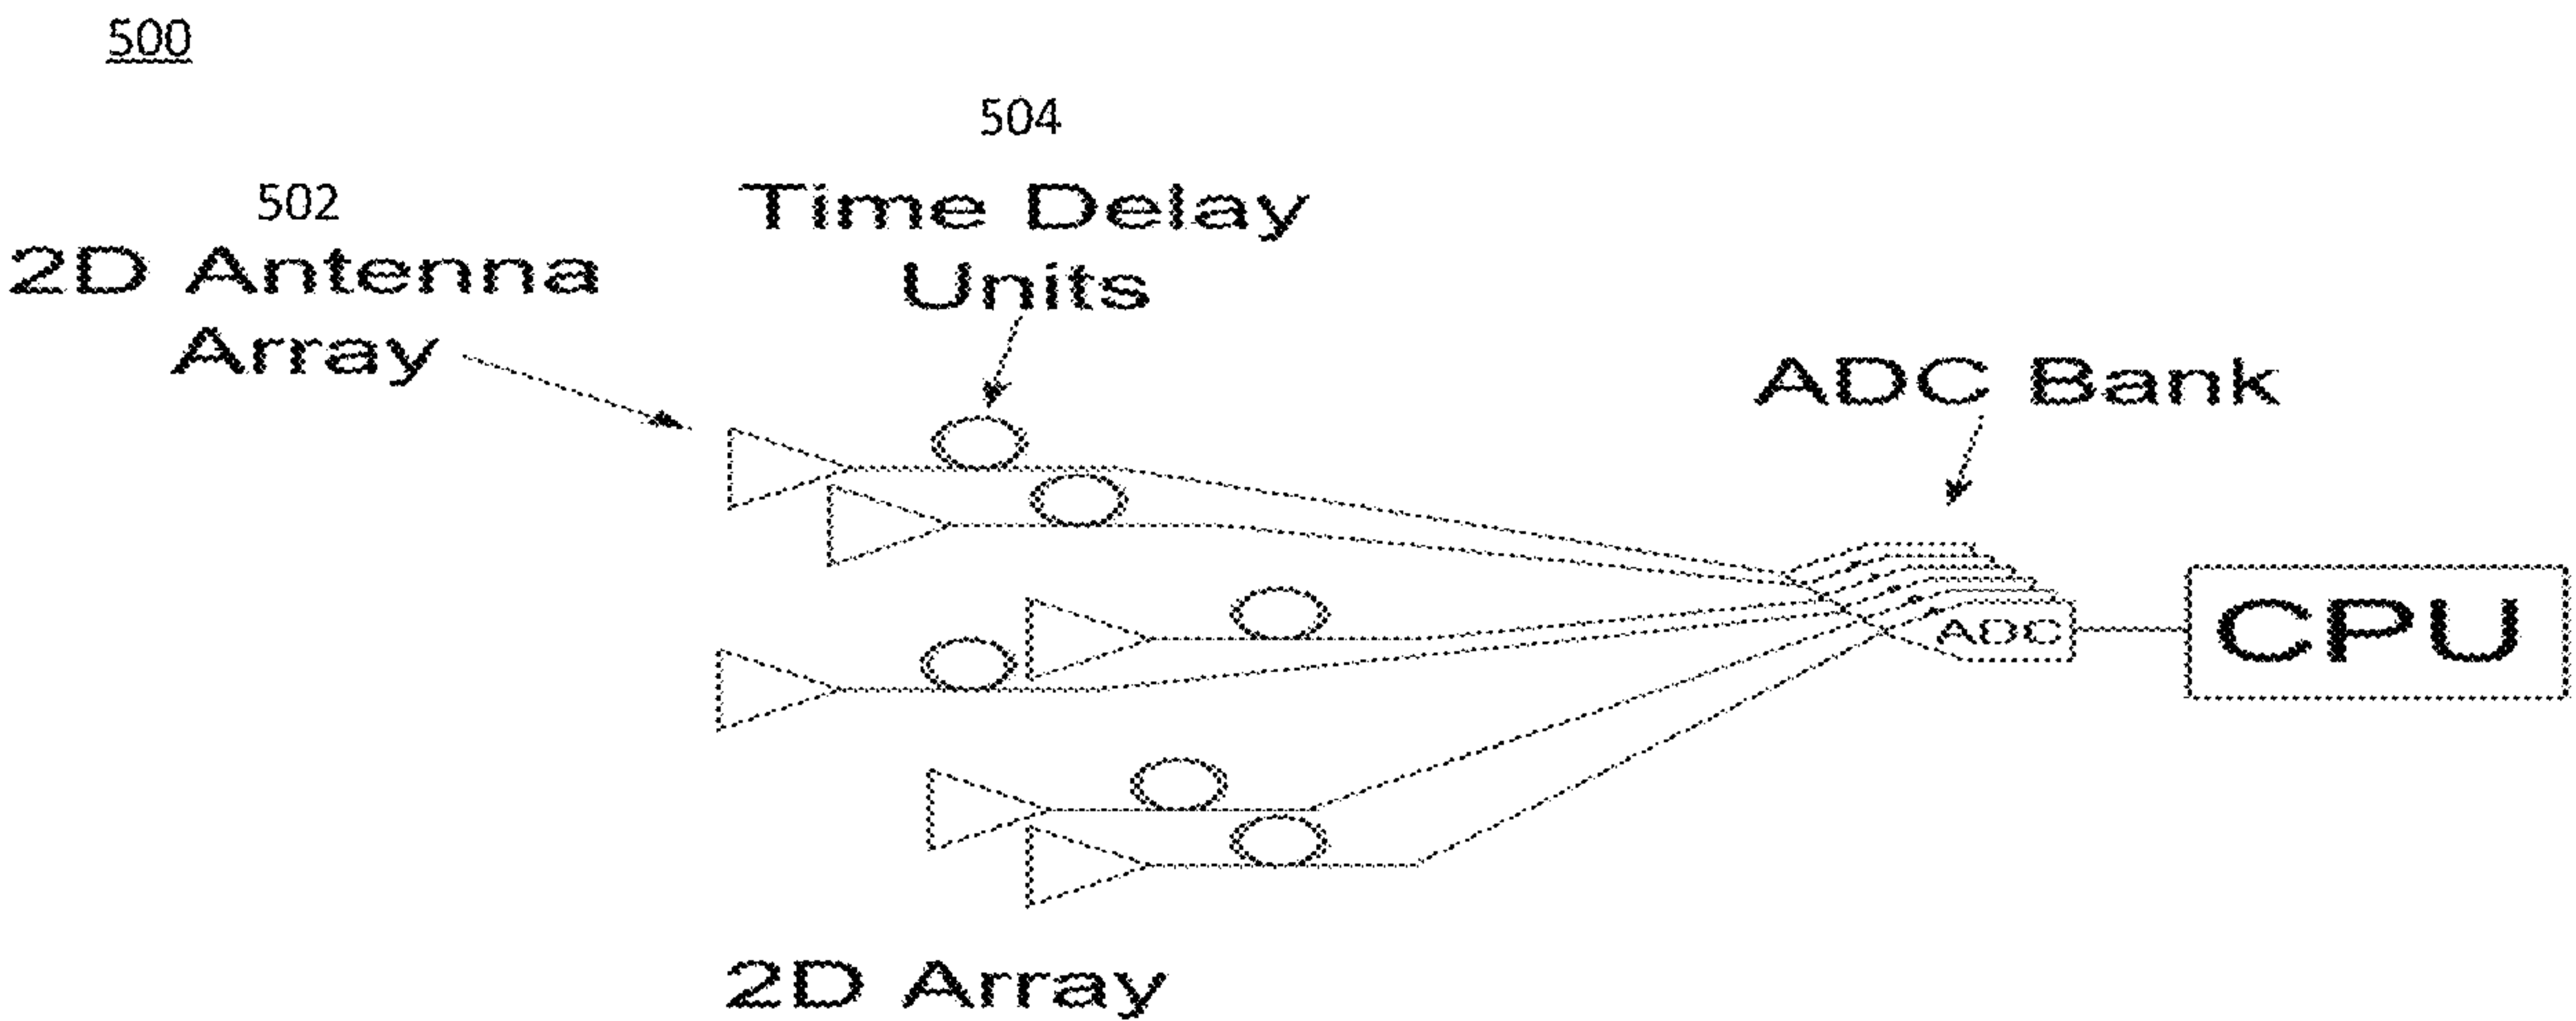 500
504
Time Delay
Units
502
2D Antenna
Array
ADC Bank
ADC
CPU
2D Array